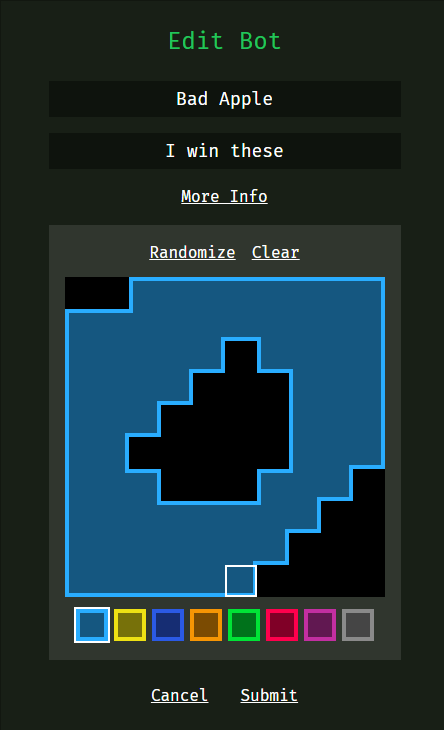 Edit Bot
Bad Apple
I win these
More Info
Randomize Clear
Cancel Submit